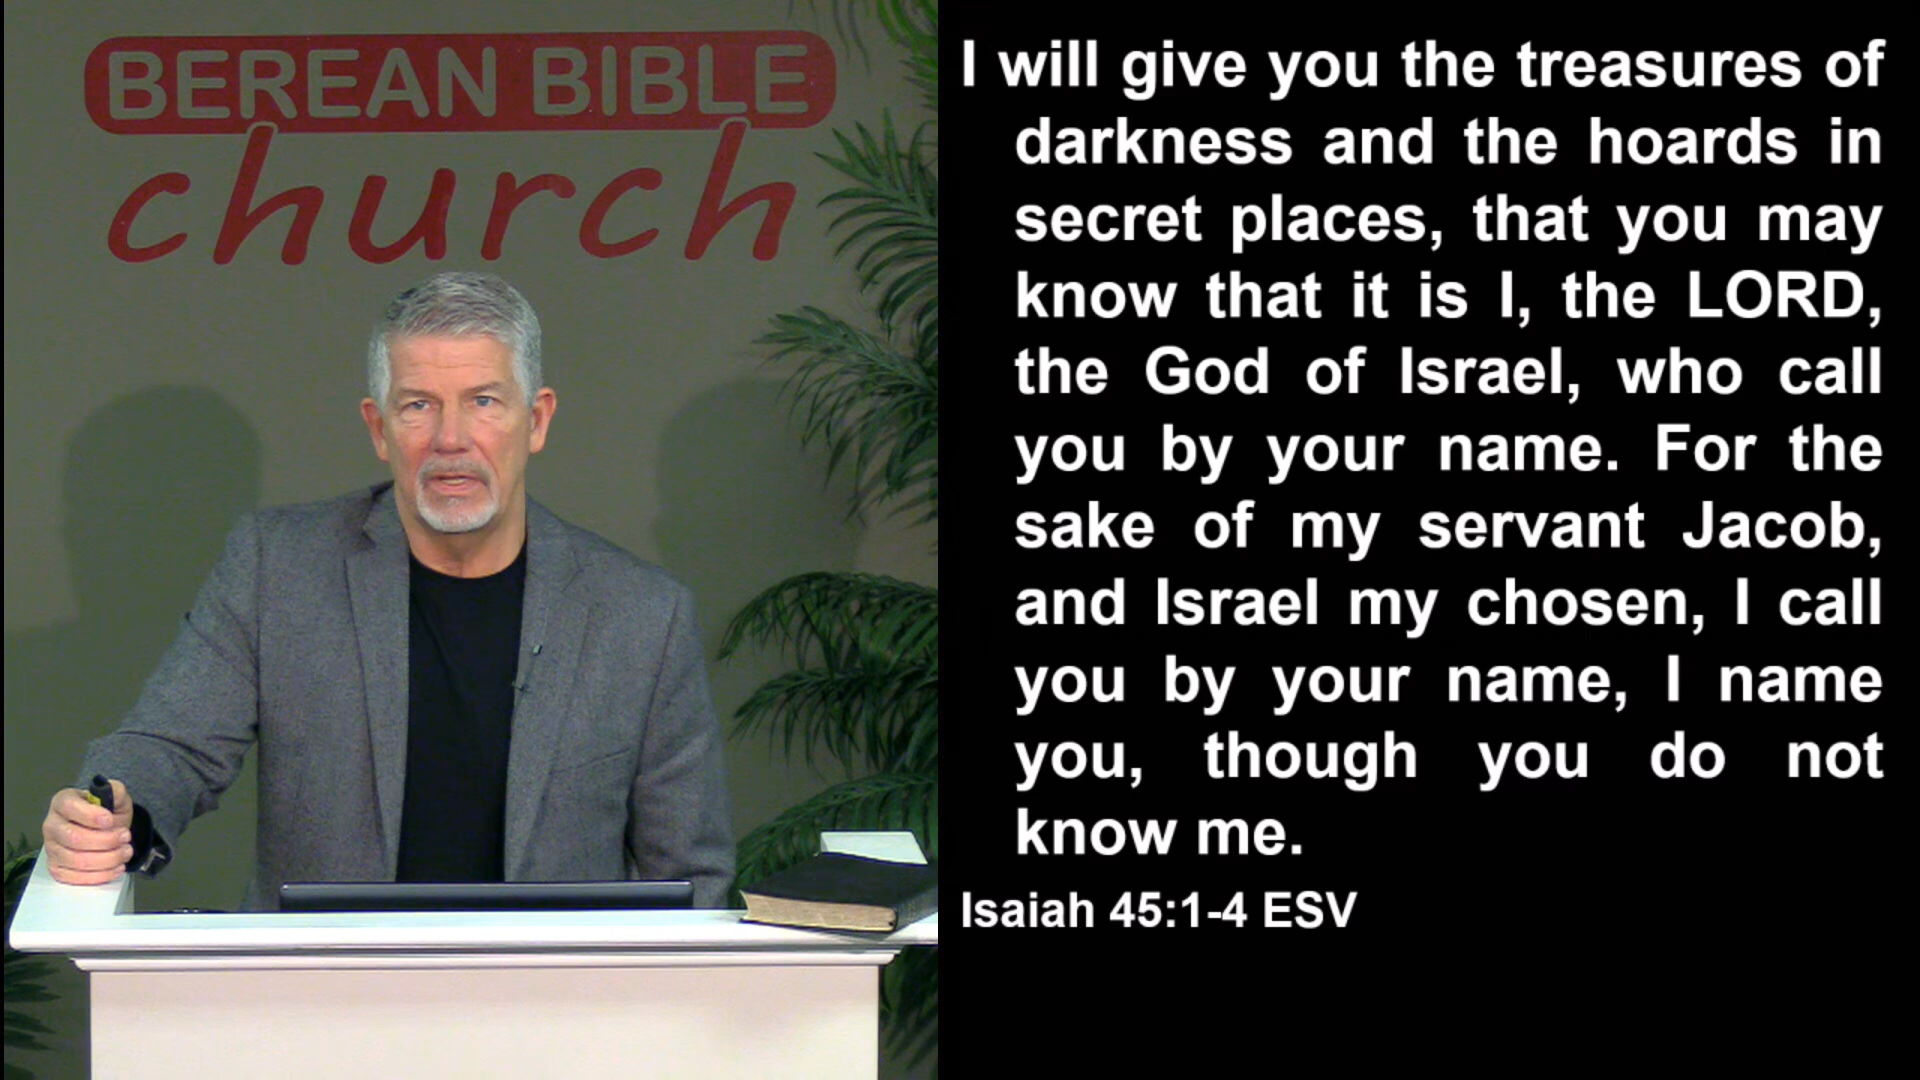 BEREAN BIBLE
church
I will give you the treasures of
darkness and the hoards in
secret places, that you may
know that it is I, the LORD,
the God of Israel, who call
you by your name. For the
sake of my servant Jacob,
and Israel my chosen, I call
you by your name, I name
you, though you do not
know me.
Isaiah 45:1-4 ESV